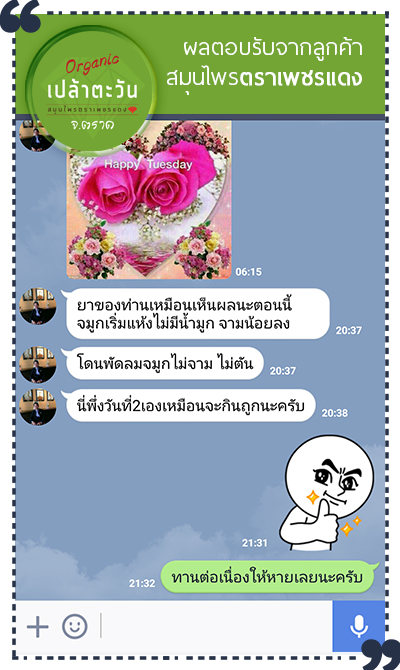 ผลตอบรับจากลูกค้า
สมุนไพรตราเพชรแดง
Organic
เปล้าตะวัน
สมุนไพรตราเพชรแดง
จ.ตราด
Happy Tuesday
06:15
ยาของท่านเหมือนเห็นผลนะตอนนี้
จมูกเริ่มแห้งไม่มีน้ำมูก จามน้อยลง
20:37
โดนพัดลมจมูกไม่จาม ไม่ตัน
20:37
นี่พึ่งวันที่2เองเหมือนจะกินถูกนะครับ
20:38
21:31
21:32
ทานต่อเนื่องให้หายเลยนะครับ